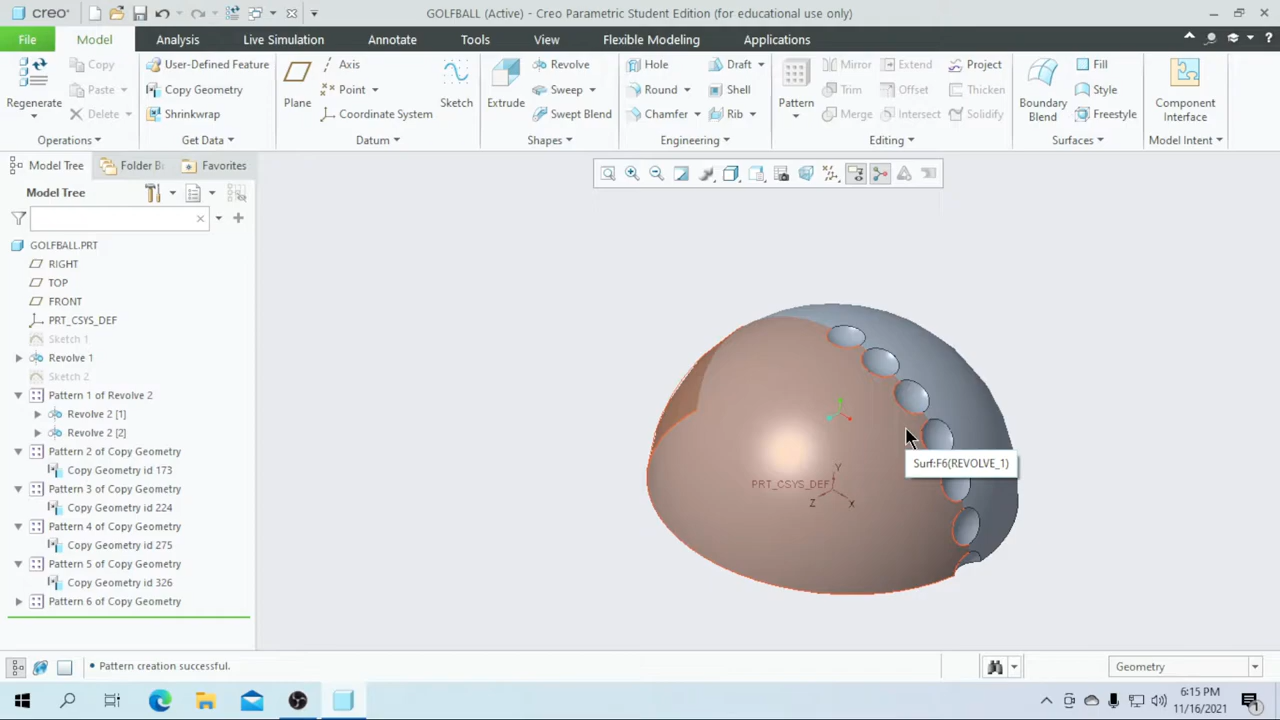 creo GOLFBALL (Active) - Creo Parametric Student Edition (for educational use only)
File Model Analysis Live Simulation Annotate Tools View Flexible Modeling Applications
Regenerate
Copy
Paste
Delete
Operations
User-Defined Feature
Copy Geometry
Shrinkwrap
Get Data
Plane
Axis
Point
Coordinate System
Sketch
Datum
Extrude
Revolve
Sweep
Swept Blend
Shapes
Hole
Round
Chamfer
Draft
Shell
Rib
Engineering
Pattern
Mirror
Trim
Merge
Extend
Offset
Intersect
Project
Thicken
Solidify
Editing
Boundary
Blend
Fill
Style
Freestyle
Surfaces
Component
Interface
Model Intent
Model Tree Folder B Favorites
Model Tree
GOLFBALL.PRT
RIGHT
TOP
FRONT
PRT_CSYS_DEF
Sketch 1
Revolve 1
Sketch 2
Pattern 1 of Revolve 2
Revolve 2 [1]
Revolve 2 [2]
Pattern 2 of Copy Geometry
Copy Geometry id 173
Pattern 3 of Copy Geometry
Copy Geometry id 224
Pattern 4 of Copy Geometry
Copy Geometry id 275
Pattern 5 of Copy Geometry
Copy Geometry id 326
Pattern 6 of Copy Geometry
Surf:F6(REVOLVE_1)
PRT_CSYS_DEF
Y
Z
X
• Pattern creation successful.
Geometry
6:15 PM
11/16/2021